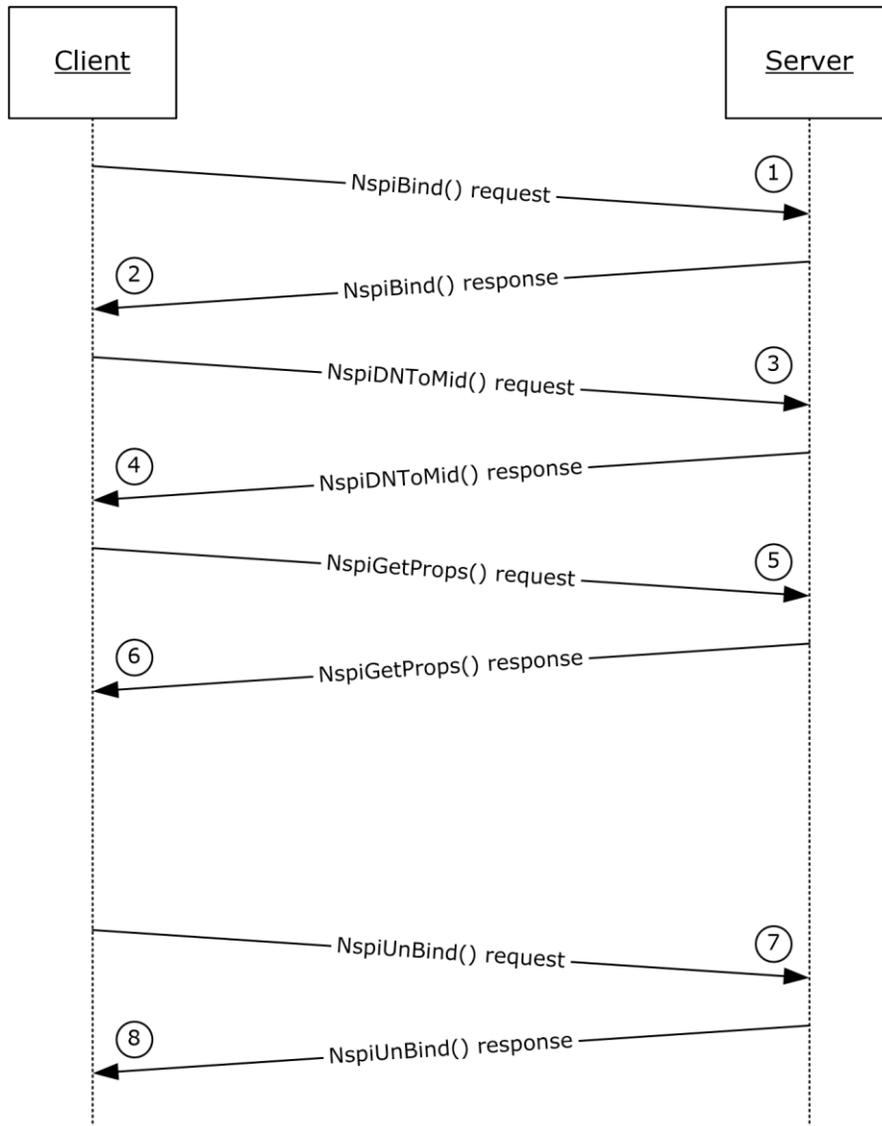 Client
Server
NspiBind() request
1
2
NspiBind() response
NspiDNToMid() request
3
4
NspiDNToMid() response
NspiGetProps() request
5
6
NspiGetProps() response
NspiUnBind() request
7
8
NspiUnBind() response